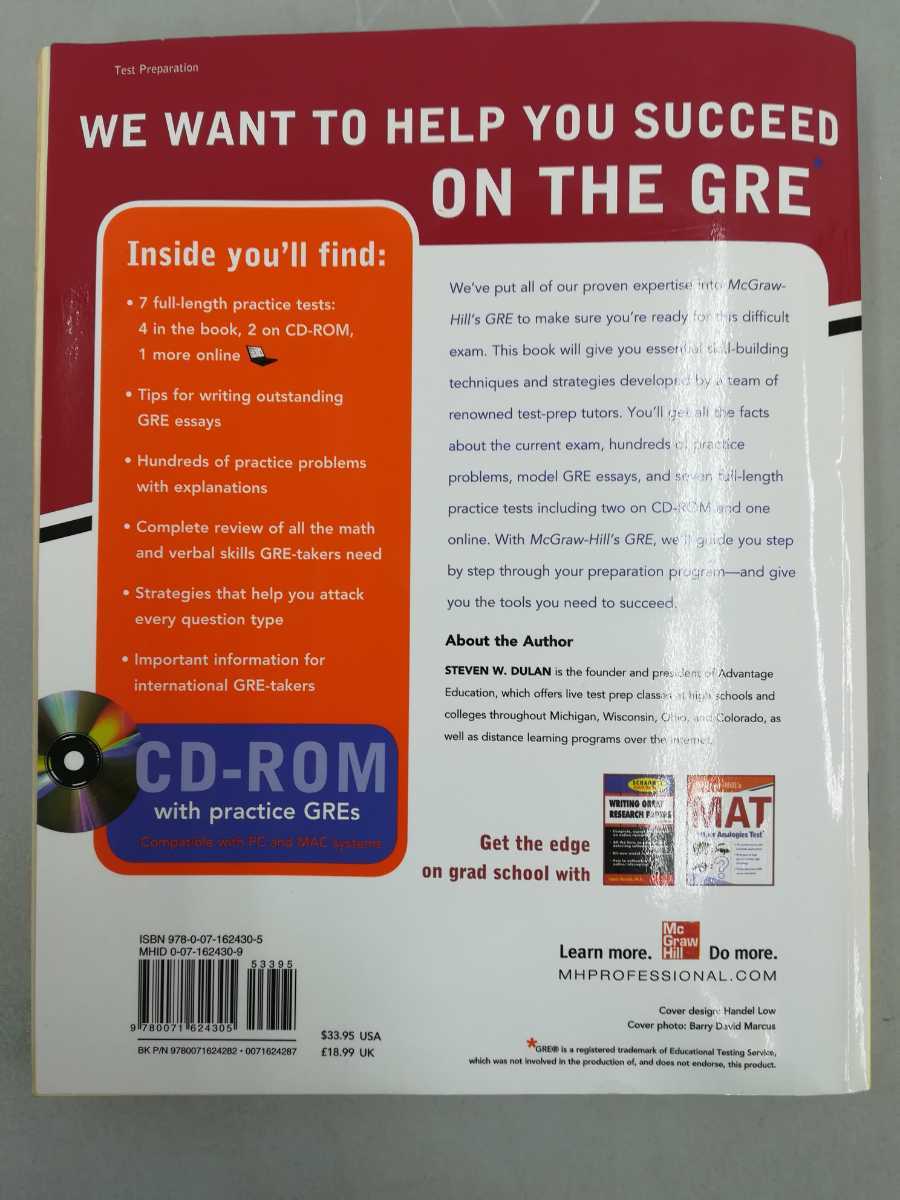 Test Preparation
WE WANT TO HELP YOU SUCCEED
ON THE GRE*
Inside you'll find:
• 7 full-length practice tests:
4 in the book, 2 on CD-ROM,
1 more online
• Tips for writing outstanding
GRE essays
• Hundreds of practice problems
with explanations
• Complete review of all the math
and verbal skills GRE-takers need
• Strategies that help you attack
every question type
• Important information for
international GRE-takers
CD-ROM
with practice GREs
Compatible with PC and MAC systems
We've put all of our proven expertise into McGraw-
Hill's GRE to make sure you're ready for this difficult
exam. This book will give you essential skill-building
techniques and strategies developed by a team of
renowned test-prep tutors. You'll get all the facts
about the current exam, hundreds of practice
problems, model GRE essays, and seven full-length
practice tests including two on CD-ROM and one
online. With McGraw-Hill's GRE, we'll guide you step
by step through your preparation program—and give
you the tools you need to succeed.
About the Author
STEVEN W. DULAN is the founder and president of Advantage
Education, which offers live test prep classes at high schools and
colleges throughout Michigan, Wisconsin, Ohio, and Colorado, as
well as distance learning programs over the internet.
Get the edge
on grad school with
SCHAUM'S
WRITING GREAT
RESEARCH PAPERS
MAT
Miller Analogies Test
Learn more. Mc Graw Hill Do more.
MHPROFESSIONAL.COM
Cover design: Handel Low
Cover photo: Barry David Marcus
*GRE® is a registered trademark of Educational Testing Service,
which was not involved in the production of, and does not endorse, this product.
ISBN 978-0-07-162430-5
MHID 0-07-162430-9
53395
9 780071 624305
BK P/N 9780071624282 • 0071624287
$33.95 USA
£18.99 UK